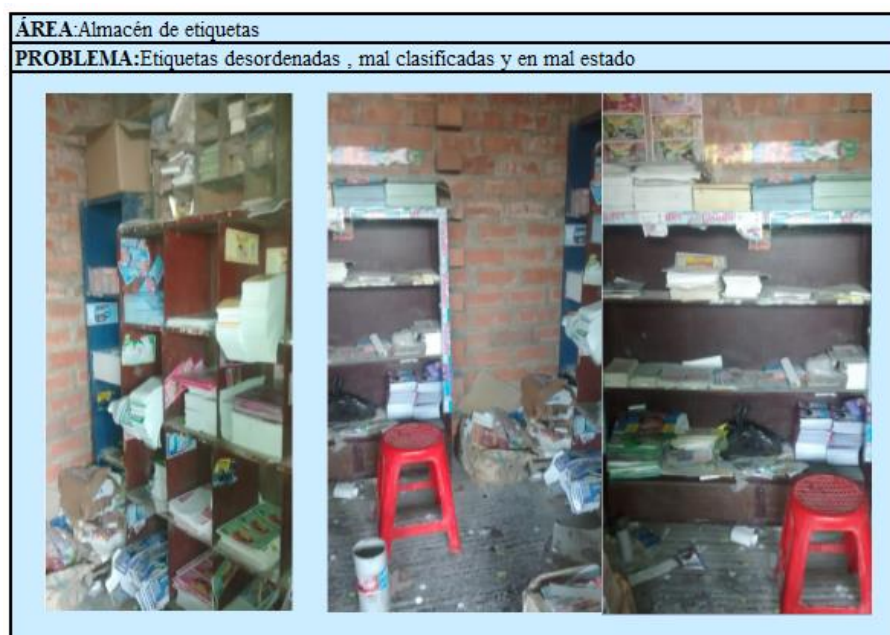 ÁREA:Almacén de etiquetas
PROBLEMA:Etiquetas desordenadas , mal clasificadas y en mal estado